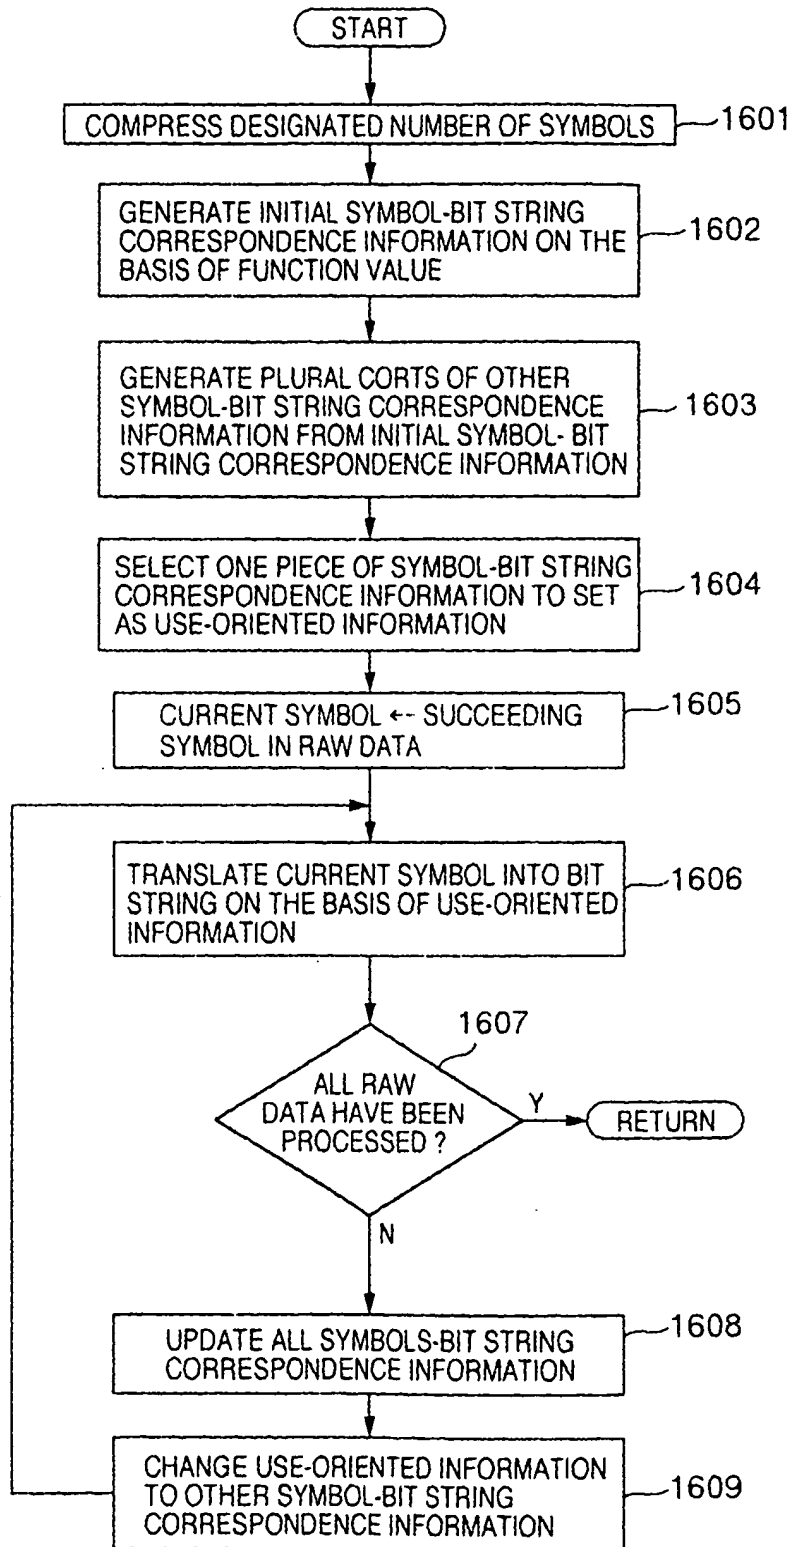 START
COMPRESS DESIGNATED NUMBER OF SYMBOLS
1601
GENERATE INITIAL SYMBOL-BIT STRING
CORRESPONDENCE INFORMATION ON THE
BASIS OF FUNCTION VALUE
1602
GENERATE PLURAL CORTS OF OTHER
SYMBOL-BIT STRING CORRESPONDENCE
INFORMATION FROM INITIAL SYMBOL- BIT
STRING CORRESPONDENCE INFORMATION
1603
SELECT ONE PIECE OF SYMBOL-BIT STRING
CORRESPONDENCE INFORMATION TO SET
AS USE-ORIENTED INFORMATION
1604
CURRENT SYMBOL ←- SUCCEEDING
SYMBOL IN RAW DATA
1605
TRANSLATE CURRENT SYMBOL INTO BIT
STRING ON THE BASIS OF USE-ORIENTED
INFORMATION
1606
1607
ALL RAW
DATA HAVE BEEN
PROCESSED ?
Y
RETURN
N
UPDATE ALL SYMBOLS-BIT STRING
CORRESPONDENCE INFORMATION
1608
CHANGE USE-ORIENTED INFORMATION
TO OTHER SYMBOL-BIT STRING
CORRESPONDENCE INFORMATION
1609